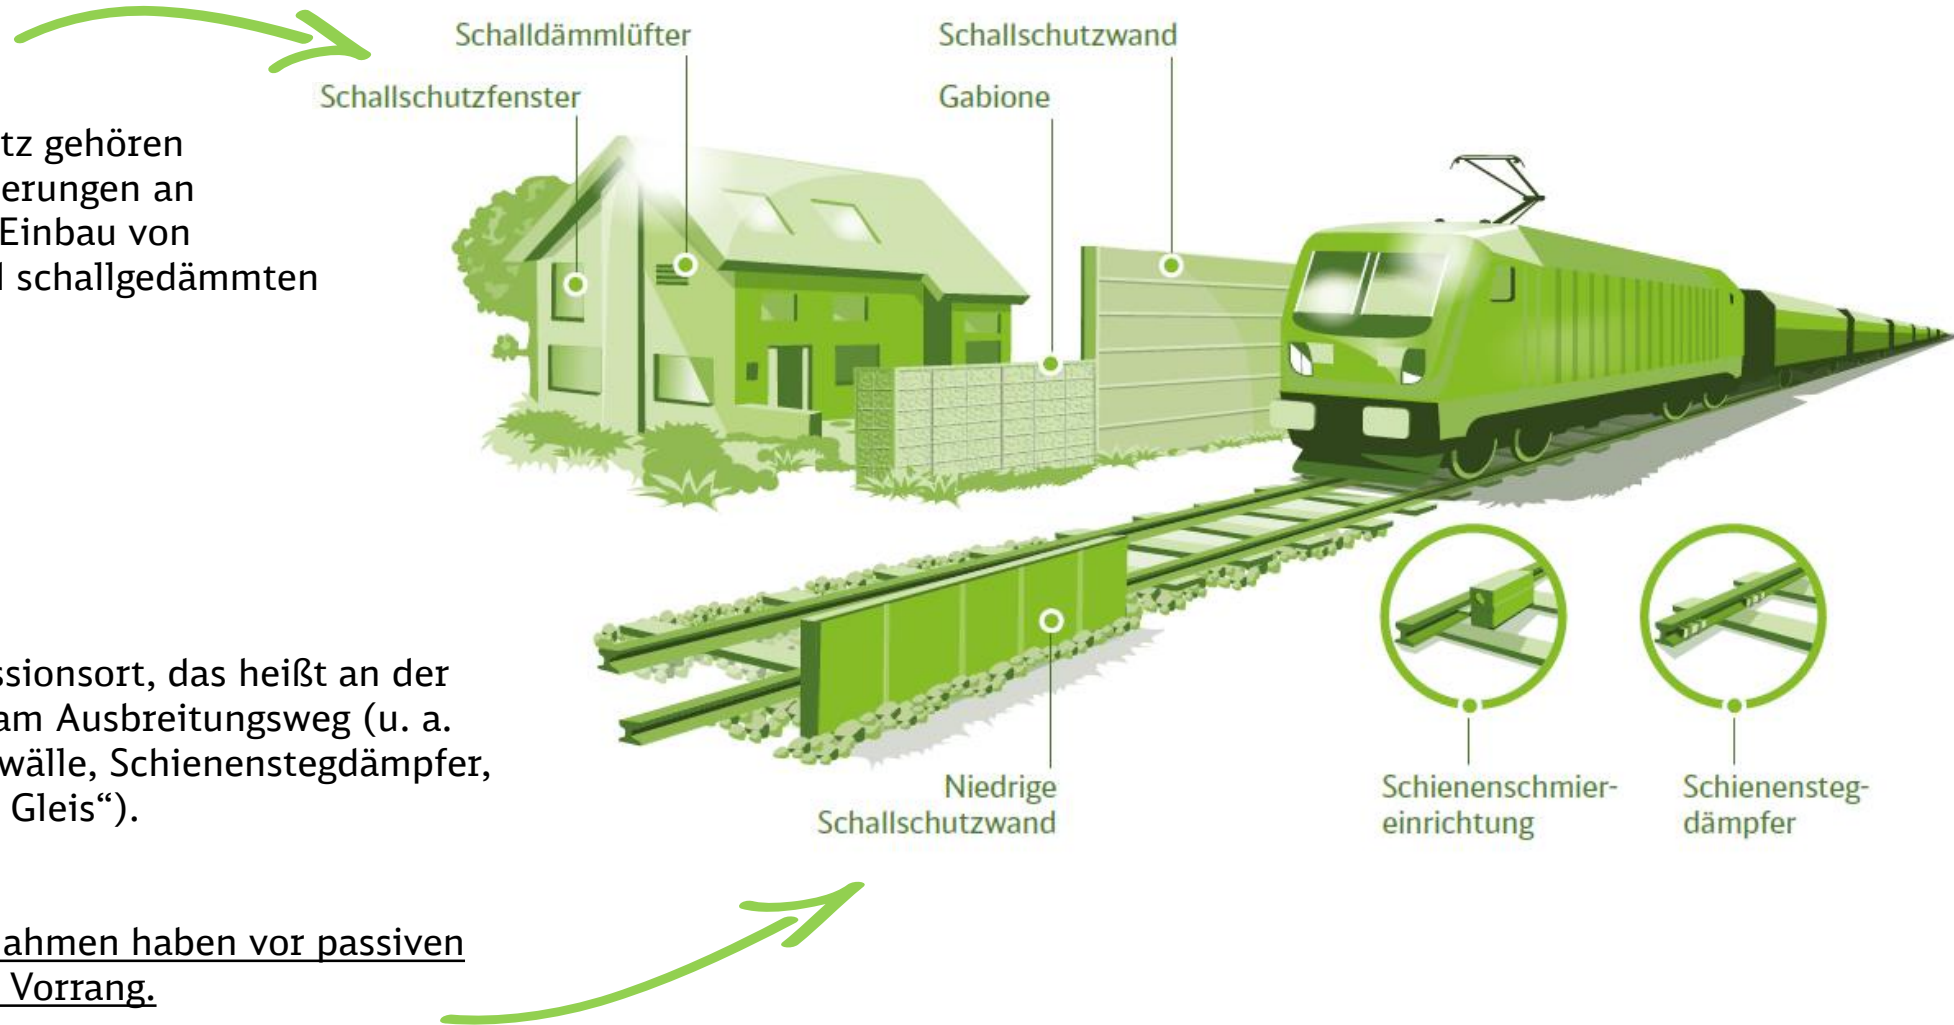 Schalldämmlüfter
Schallschutzwand
Schallschutzfenster
Gabione
tz gehören
erungen an
Einbau von
schallgedämmten
ssionsort, das heißt an der
am Ausbreitungsweg (u. a.
wälle, Schienenstegdämpfer,
Gleis“).
Niedrige
Schallschutzwand
Schienenschmier-
einrichtung
Schienensteg-
dämpfer
ahmen haben vor passiven
Vorrang.